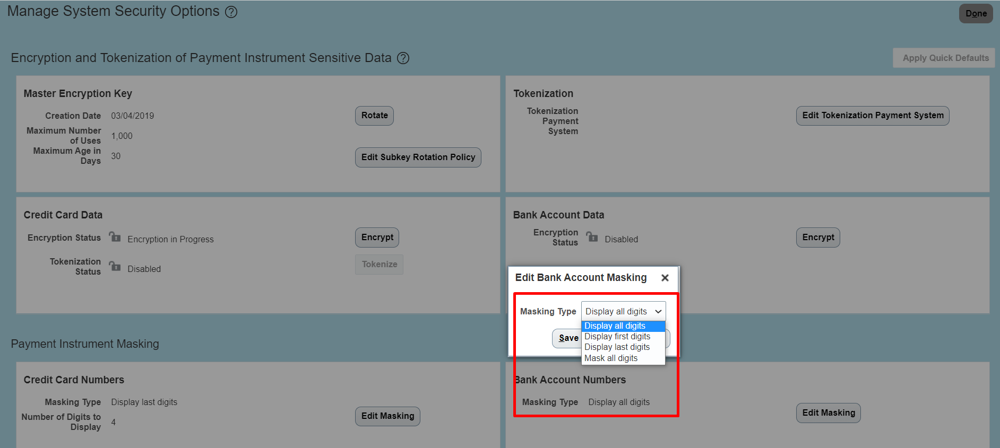 Manage System Security Options
Done
Encryption and Tokenization of Payment Instrument Sensitive Data
Apply Quick Defaults
Master Encryption Key
Creation Date 03/04/2019
Rotate
Maximum Number
of Uses
1,000
Maximum Age in
Days
30
Edit Subkey Rotation Policy
Tokenization
Tokenization
Payment
System
Edit Tokenization Payment System
Credit Card Data
Encryption Status Encryption in Progress
Encrypt
Tokenization
Status
Disabled
Tokenize
Bank Account Data
Encryption
Status
Disabled
Encrypt
Edit Bank Account Masking
Masking Type Display all digits
Display all digits
Display first digits
Display last digits
Mask all digits
Save
Payment Instrument Masking
Credit Card Numbers
Masking Type Display last digits
Number of Digits to
Display
4
Edit Masking
Bank Account Numbers
Masking Type Display all digits
Edit Masking